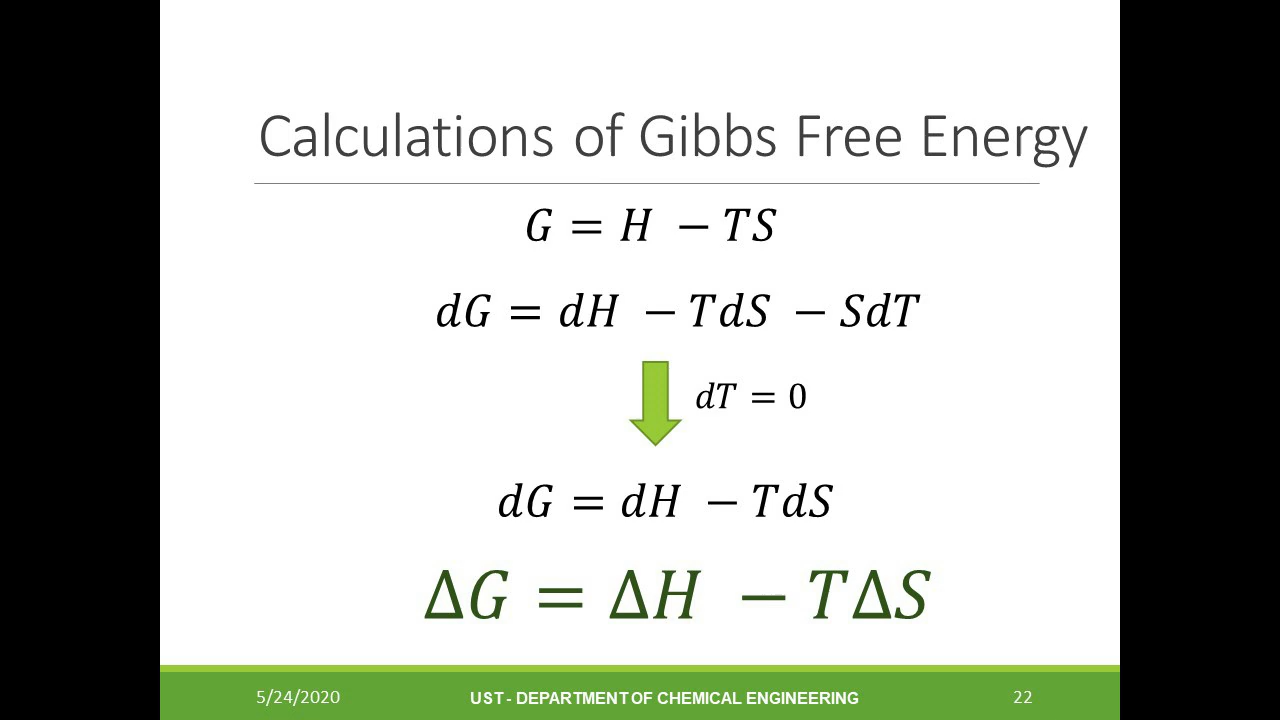 Calculations of Gibbs Free Energy
G = H − TS
dG = dH − TdS − SdT
dT = 0
dG = dH − TdS
ΔG = ΔH − TΔS
5/24/2020 UST - DEPARTMENT OF CHEMICAL ENGINEERING 22